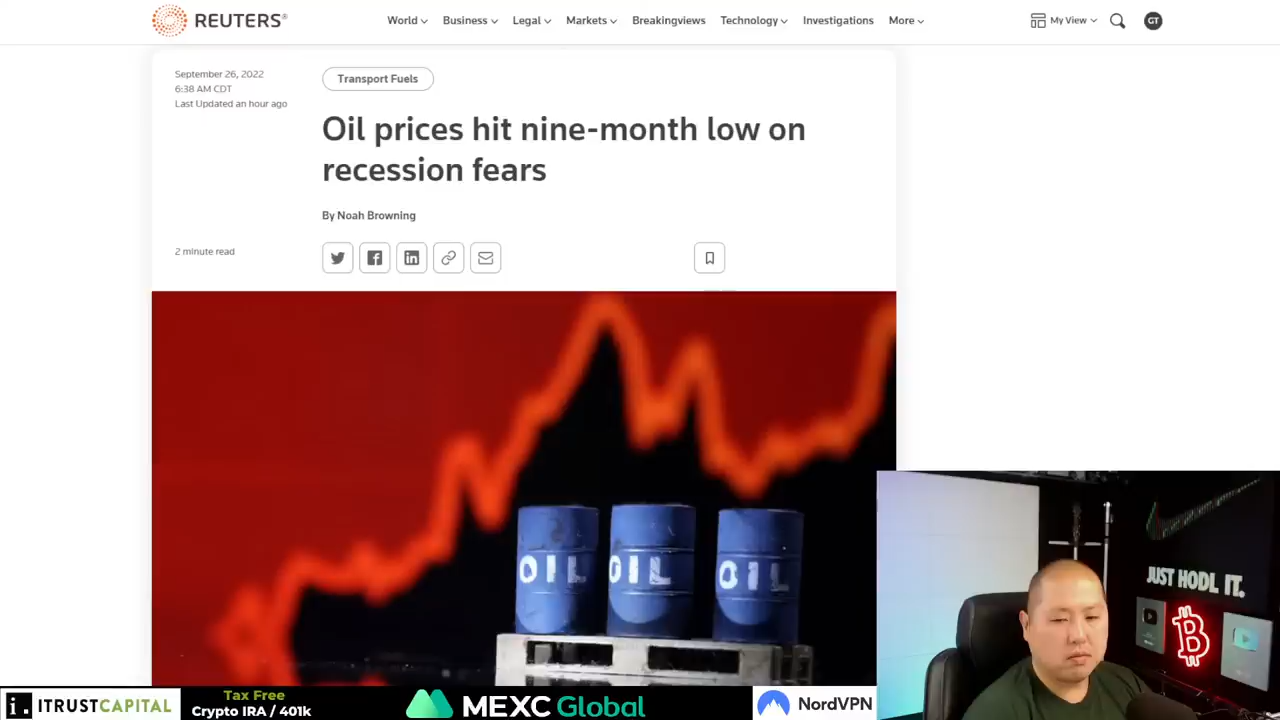 REUTERS®
World
Business
Legal
Markets
Breakingviews
Technology
Investigations
More
My View
GT
September 26, 2022
6:38 AM CDT
Last Updated an hour ago
Transport Fuels
Oil prices hit nine-month low on
recession fears
By Noah Browning
2 minute read
OIL
OIL
OIL
JUST HODL IT.
i. ITRUSTCAPITAL
Tax Free
Crypto IRA / 401k
MEXC Global
NordVPN